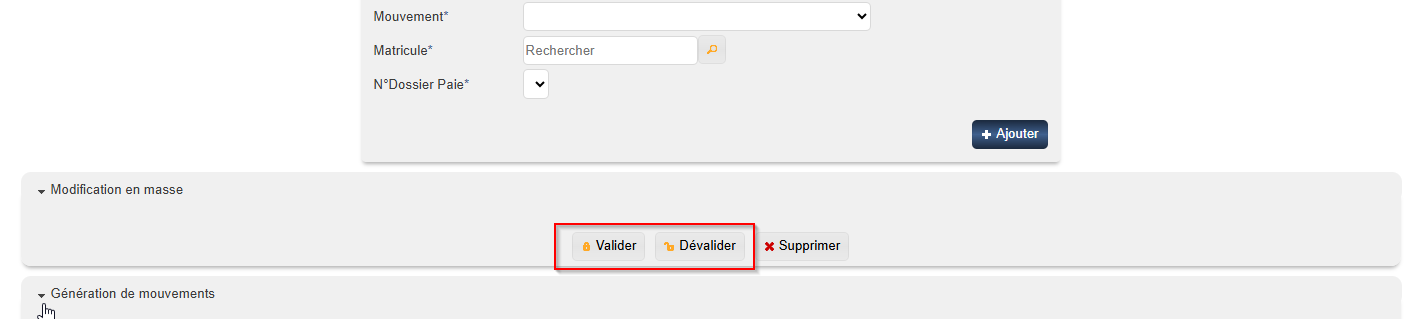 Mouvement*
Matricule*
Rechercher
N°Dossier Paie*
Ajouter
Modification en masse
Valider Dévalider Supprimer
Génération de mouvements